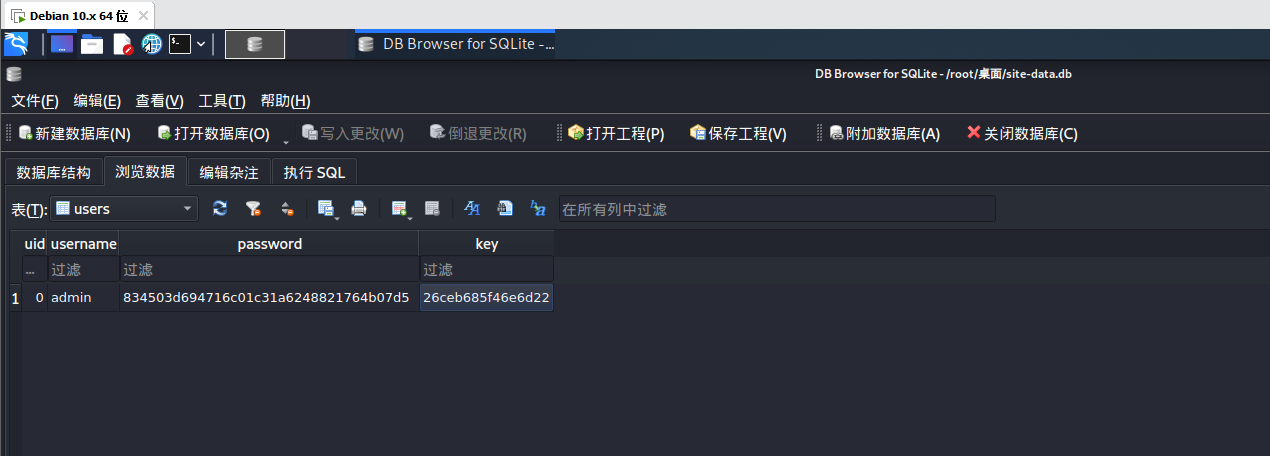 Debian 10.x 64 位
DB Browser for SQLite -...
DB Browser for SQLite - /root/桌面/site-data.db
文件(F) 编辑(E) 查看(V) 工具(T) 帮助(H)
新建数据库(N) 打开数据库(O) 写入更改(W) 倒退更改(R) 打开工程(P) 保存工程(V) 附加数据库(A) 关闭数据库(C)
数据库结构 浏览数据 编辑杂注 执行 SQL
表(T): users 在所有列中过滤
uid username password key
... 过滤 过滤 过滤
1 0 admin 834503d694716c01c31a6248821764b07d5 26ceb685f46e6d22